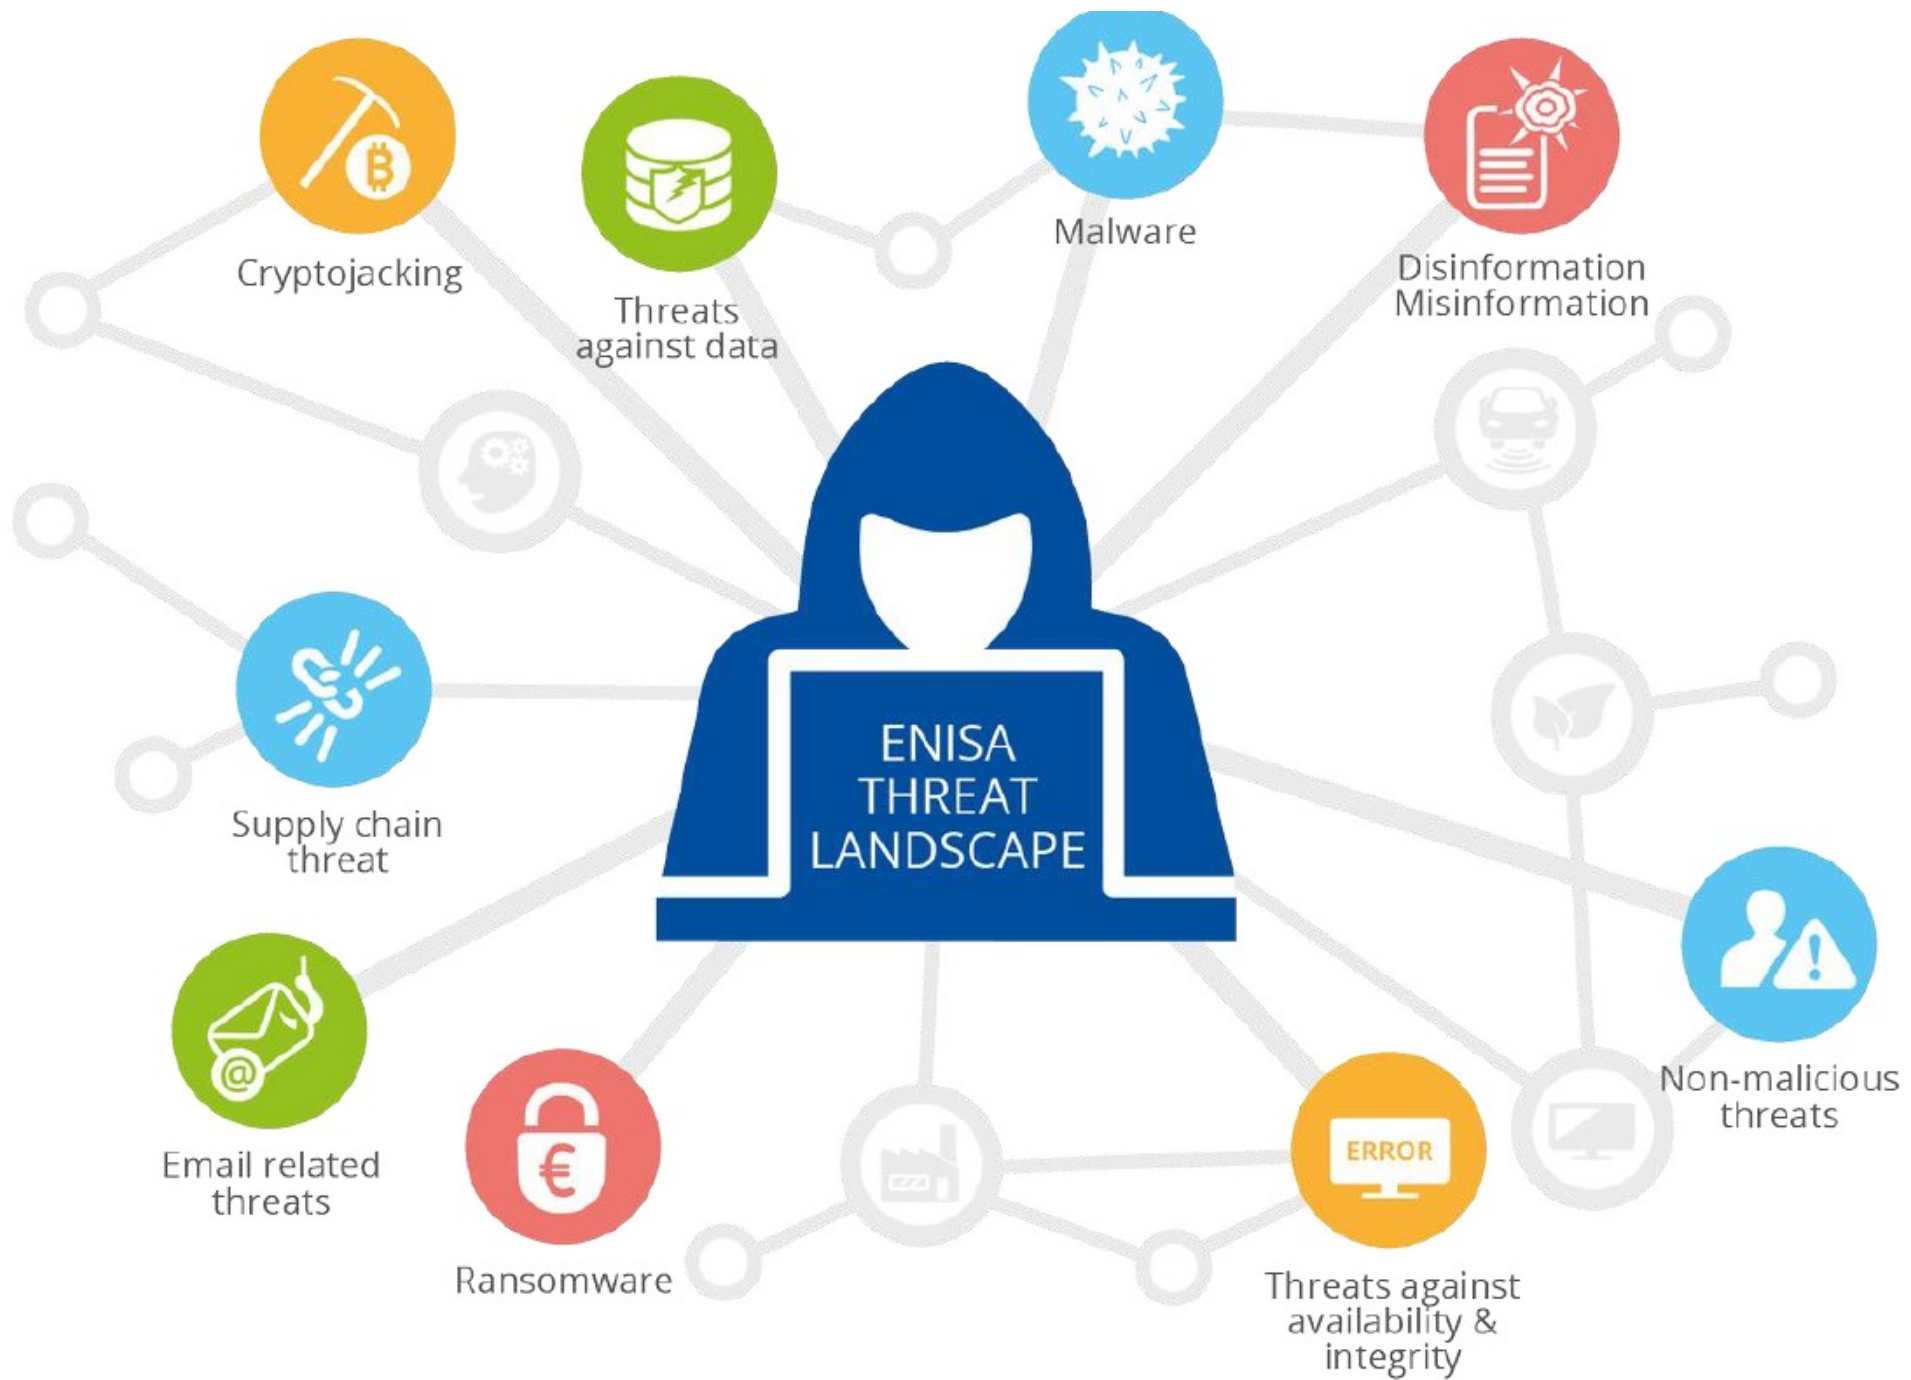 Cryptojacking
Threats
against data
Malware
Disinformation
Misinformation
ENISA
THREAT
LANDSCAPE
Supply chain
threat
Email related
threats
@
Ransomware
€
ERROR
Threats against
availability &
integrity
Non-malicious
threats